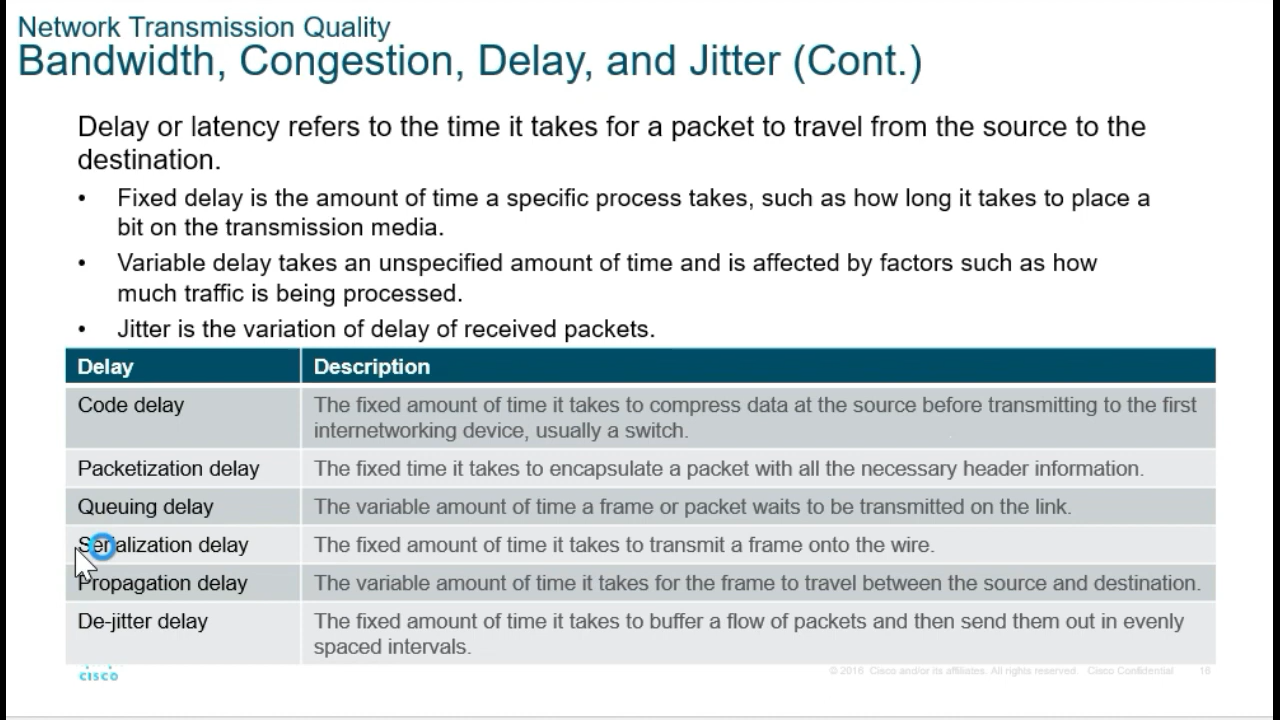 Network Transmission Quality
Bandwidth, Congestion, Delay, and Jitter (Cont.)
Delay or latency refers to the time it takes for a packet to travel from the source to the
destination.
• Fixed delay is the amount of time a specific process takes, such as how long it takes to place a
bit on the transmission media.
• Variable delay takes an unspecified amount of time and is affected by factors such as how
much traffic is being processed.
• Jitter is the variation of delay of received packets.
Delay Description
Code delay The fixed amount of time it takes to compress data at the source before transmitting to the first
internetworking device, usually a switch.
Packetization delay The fixed time it takes to encapsulate a packet with all the necessary header information.
Queuing delay The variable amount of time a frame or packet waits to be transmitted on the link.
Serialization delay The fixed amount of time it takes to transmit a frame onto the wire.
Propagation delay The variable amount of time it takes for the frame to travel between the source and destination.
De-jitter delay The fixed amount of time it takes to buffer a flow of packets and then send them out in evenly
spaced intervals.
CISCO © 2016 Cisco and/or its affiliates. All rights reserved. Cisco Confidential 16